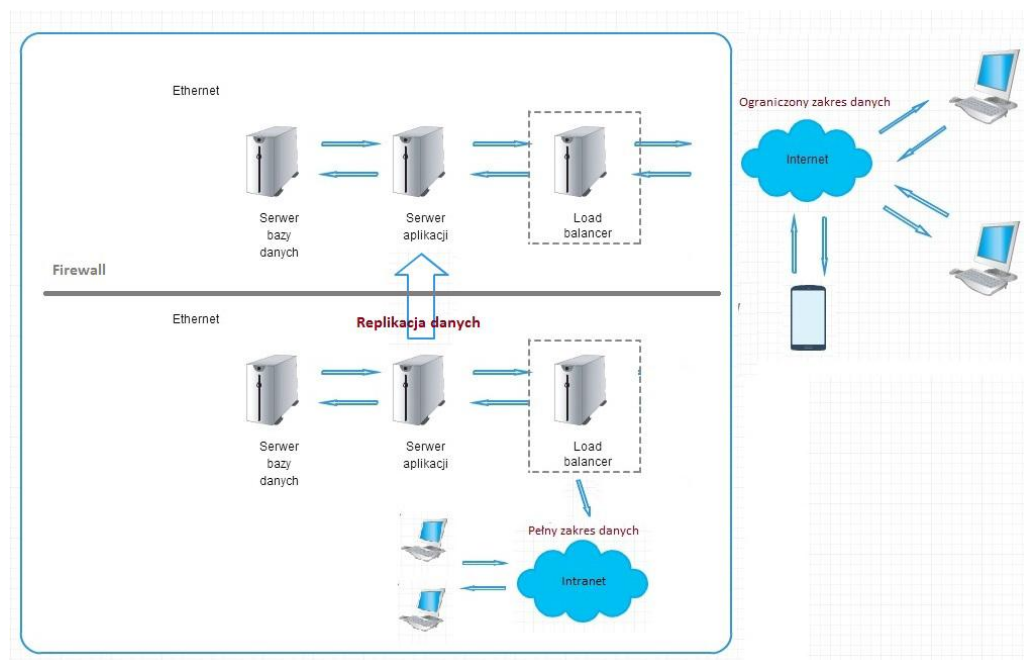 Ethernet
Ograniczony zakres danych
Internet
Serwer
bazy
danych
Serwer
aplikacji
Load
balancer
Firewall
Ethernet
Replikacja danych
Serwer
bazy
danych
Serwer
aplikacji
Load
balancer
Pełny zakres danych
Intranet